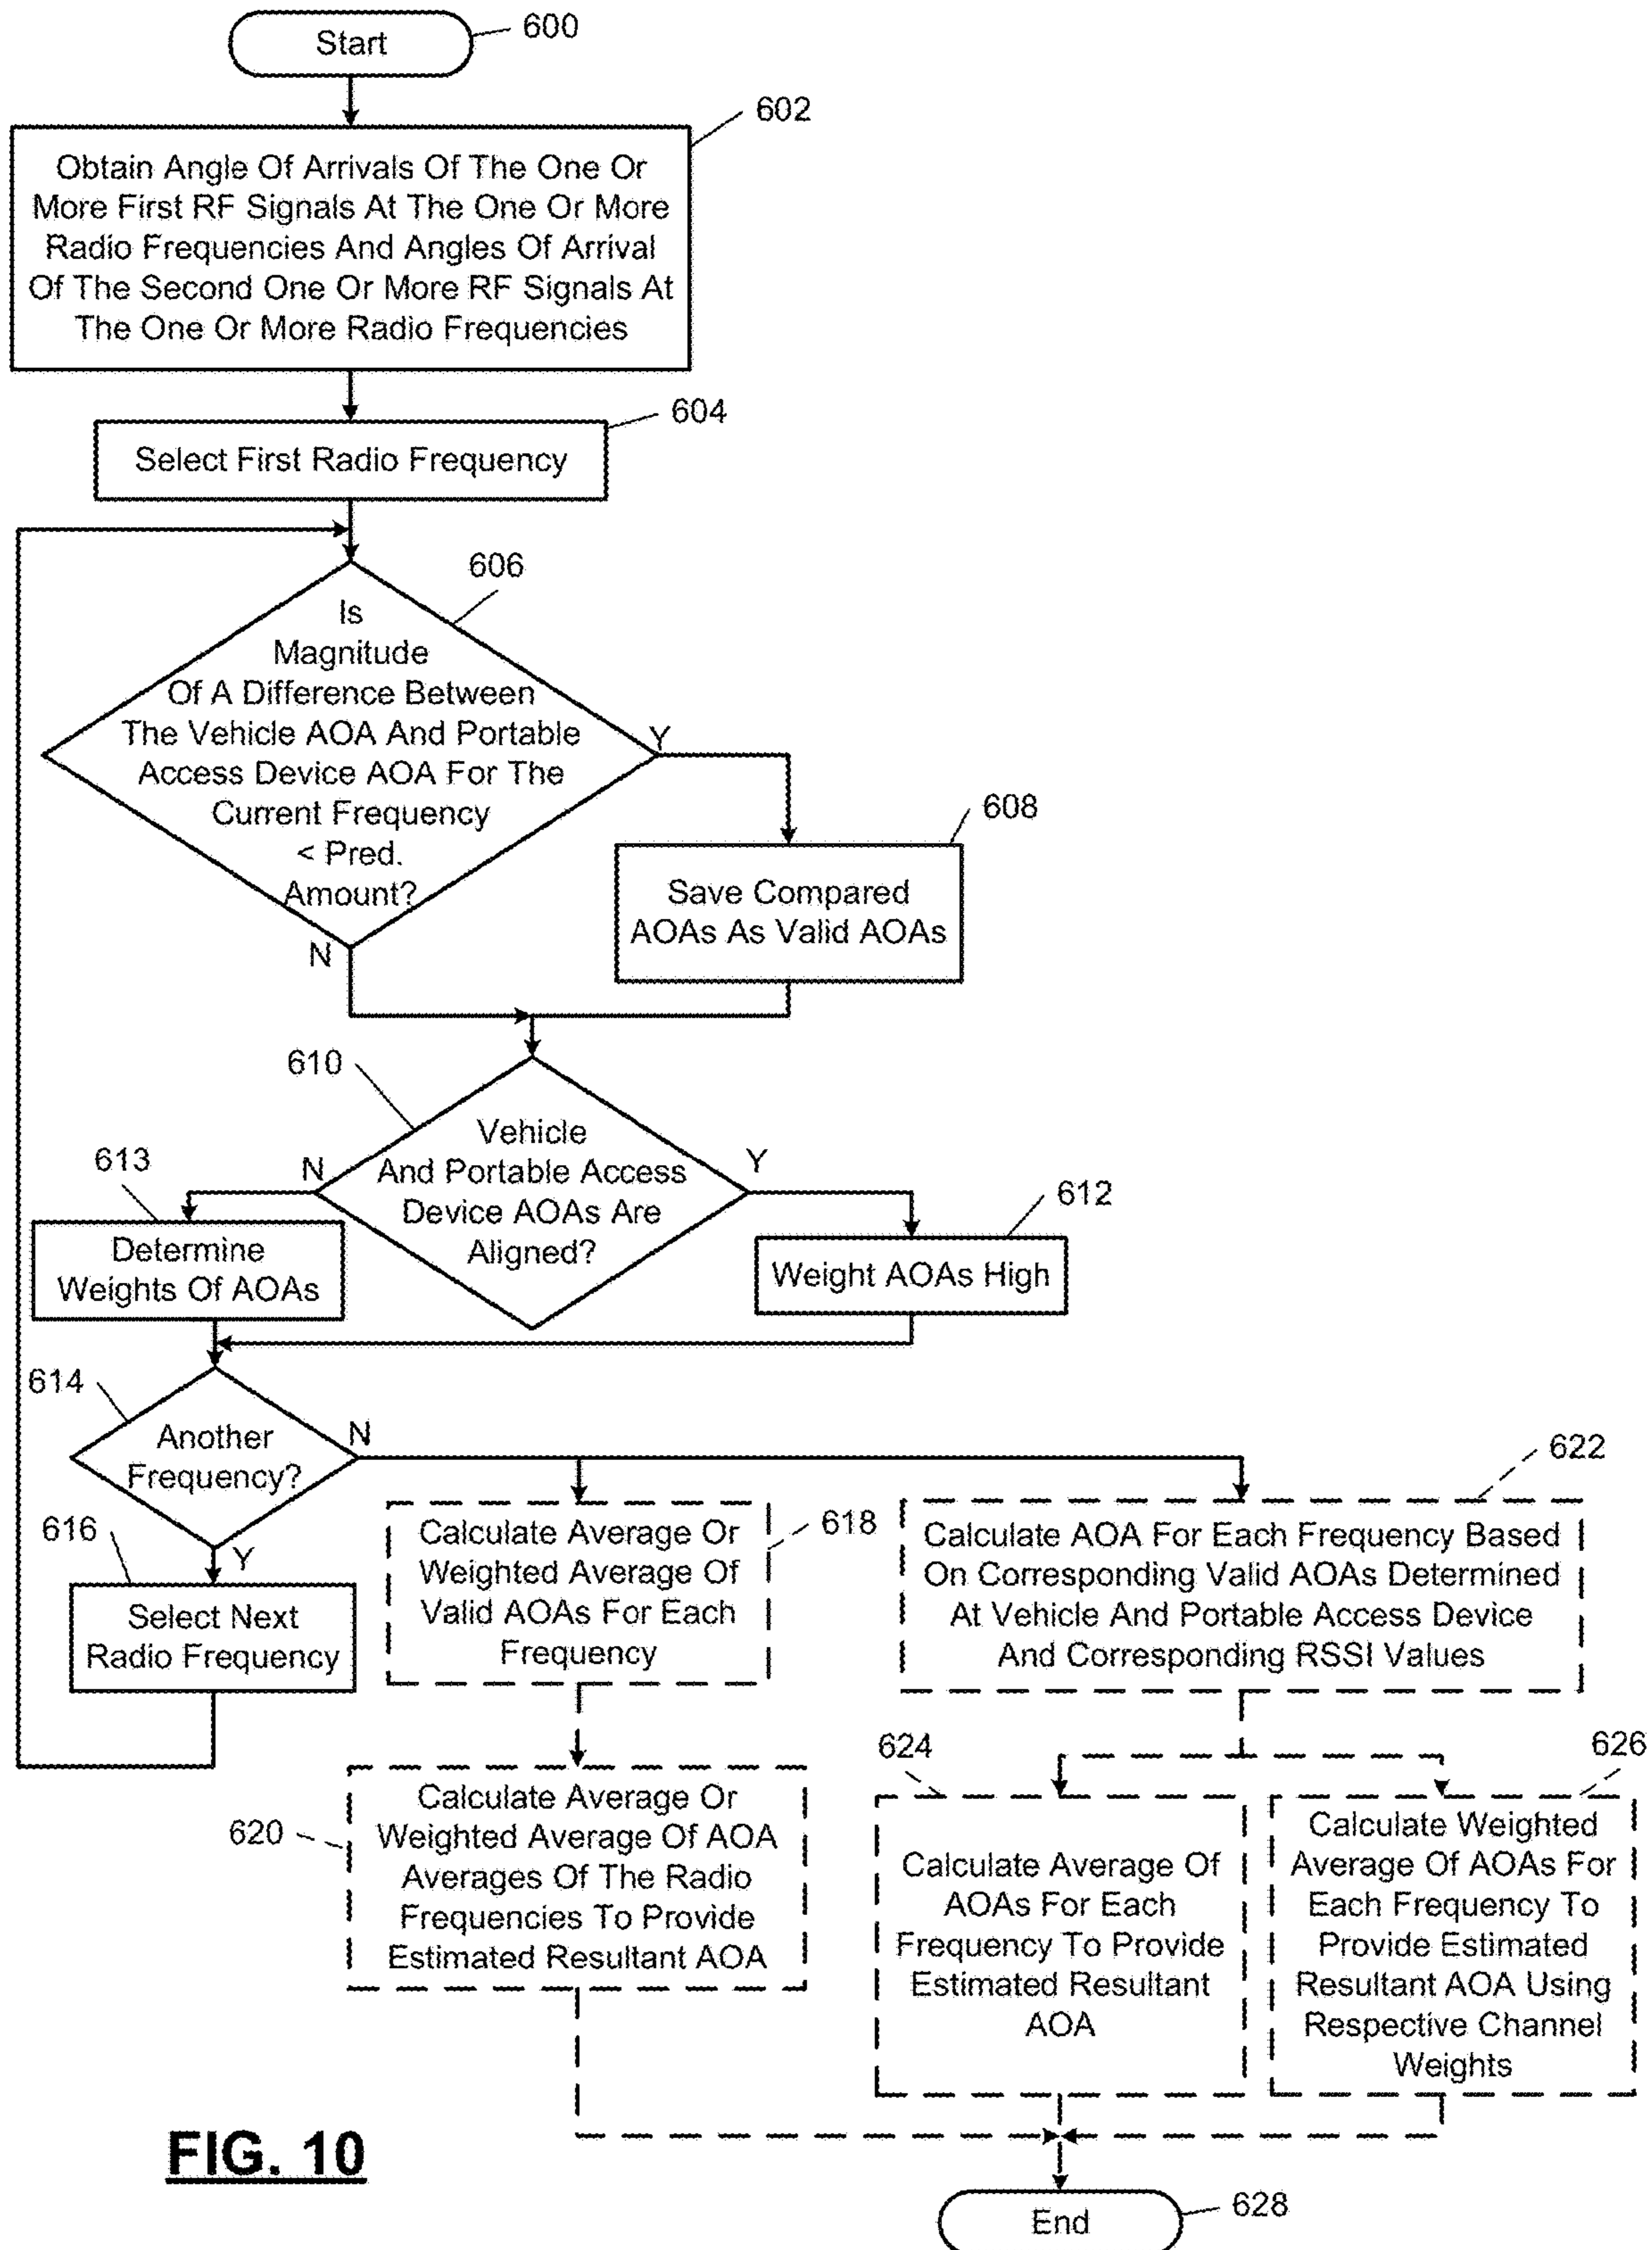 Start
600
602
Obtain Angle Of Arrivals Of The One Or
More First RF Signals At The One Or More
Radio Frequencies And Angles Of Arrival
Of The Second One Or More RF Signals At
The One Or More Radio Frequencies
604
Select First Radio Frequency
606
Is
Magnitude
Of A Difference Between
The Vehicle AOA And Portable
Access Device AOA For The
Current Frequency
< Pred.
Amount?
Y
N
608
Save Compared
AOAs As Valid AOAs
610
Vehicle
And Portable Access
Device AOAs Are
Aligned?
N
Y
613
Determine
Weights Of AOAs
612
Weight AOAs High
614
Another
Frequency?
N
Y
616
Select Next
Radio Frequency
618
Calculate Average Or
Weighted Average Of
Valid AOAs For Each
Frequency
622
Calculate AOA For Each Frequency Based
On Corresponding Valid AOAs Determined
At Vehicle And Portable Access Device
And Corresponding RSSI Values
620
Calculate Average Or
Weighted Average Of AOA
Averages Of The Radio
Frequencies To Provide
Estimated Resultant AOA
624
Calculate Average Of
AOAs For Each
Frequency To Provide
Estimated Resultant
AOA
626
Calculate Weighted
Average Of AOAs For
Each Frequency To
Provide Estimated
Resultant AOA Using
Respective Channel
Weights
FIG. 10
End
628